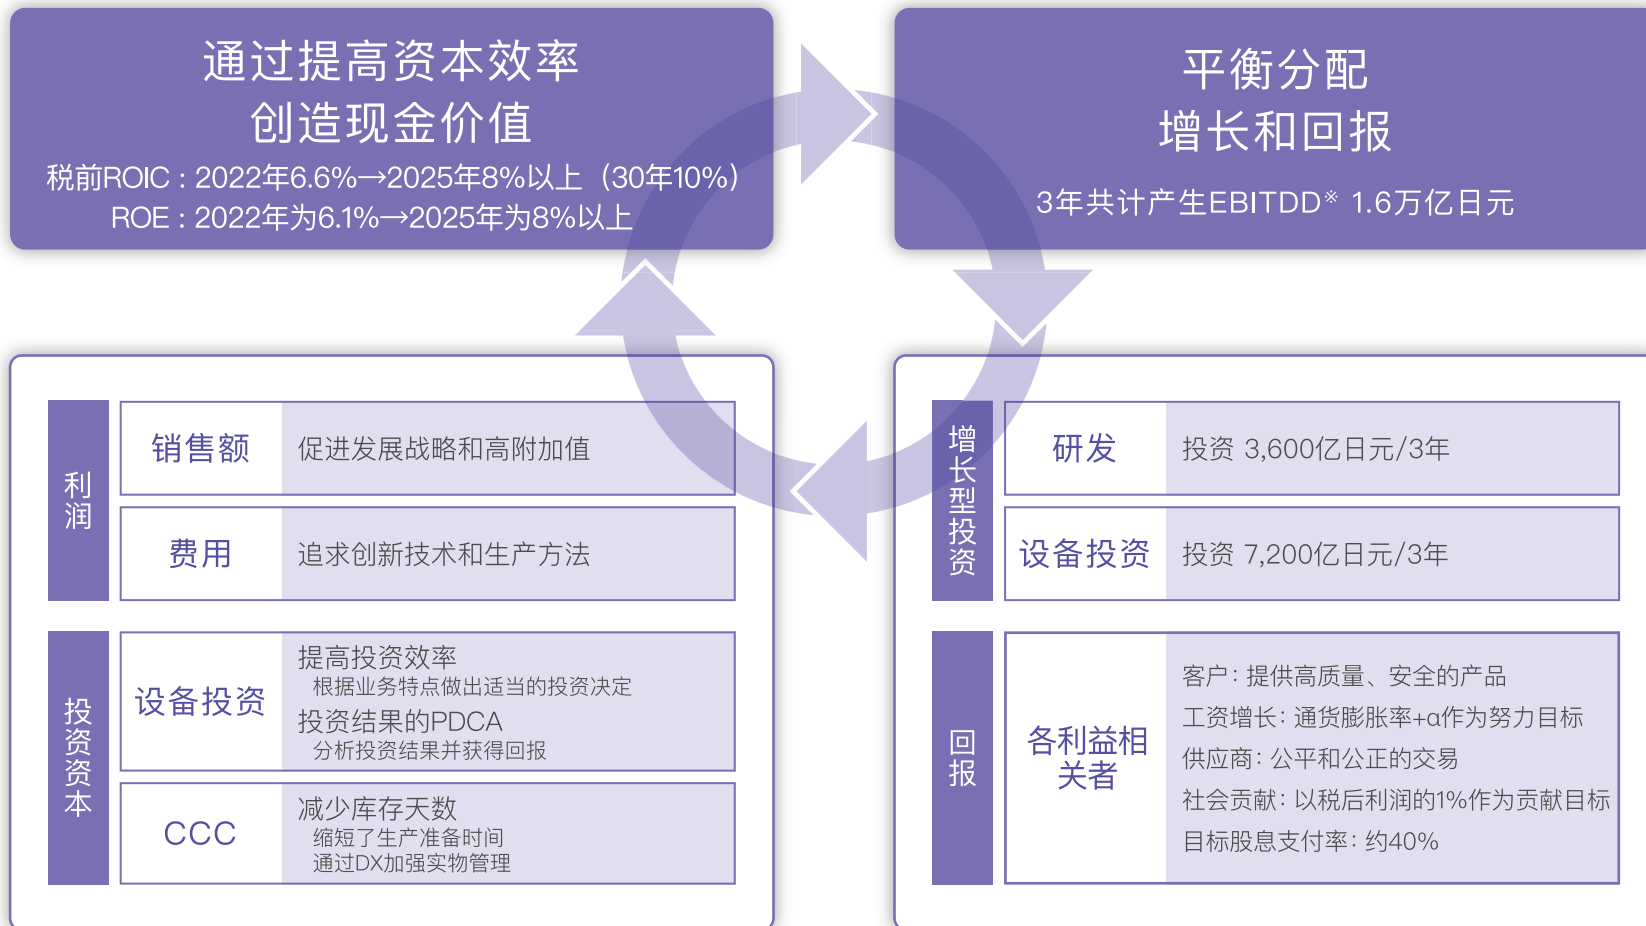 通过提高资本效率
创造现金价值
税前ROIC：2022年6.6%→2025年8%以上（30年10%）
ROE：2022年为6.1%→2025年为8%以上
平衡分配
增长和回报
3年共计产生EBITDD※ 1.6万亿日元
利润
销售额
促进发展战略和高附加值
费用
追求创新技术和生产方法
投资资本
设备投资
提高投资效率
根据业务特点做出适当的投资决定
投资结果的PDCA
分析投资结果并获得回报
CCC
减少库存天数
缩短了生产准备时间
通过DX加强实物管理
增长型投资
研发
投资 3,600亿日元/3年
设备投资
投资 7,200亿日元/3年
回报
各利益相
关者
客户：提供高质量、安全的产品
工资增长：通货膨胀率+α作为努力目标
供应商：公平和公正的交易
社会贡献：以税后利润的1%作为贡献目标
目标股息支付率：约40%